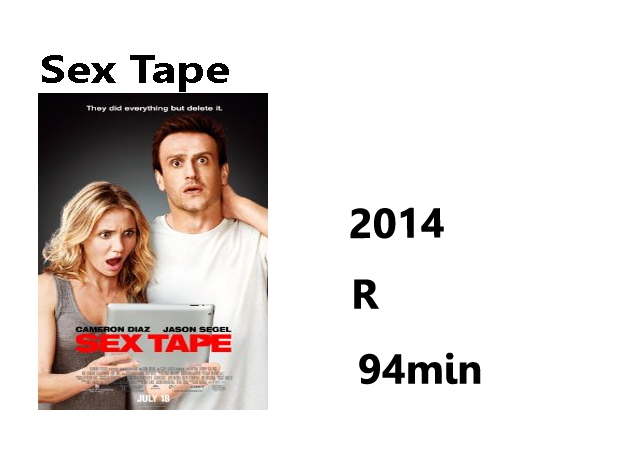 Sex Tape
They did everything but delete it.
CAMERON DIAZ JASON SEGEL
SEX TAPE
JULY 18
2014
R
94min